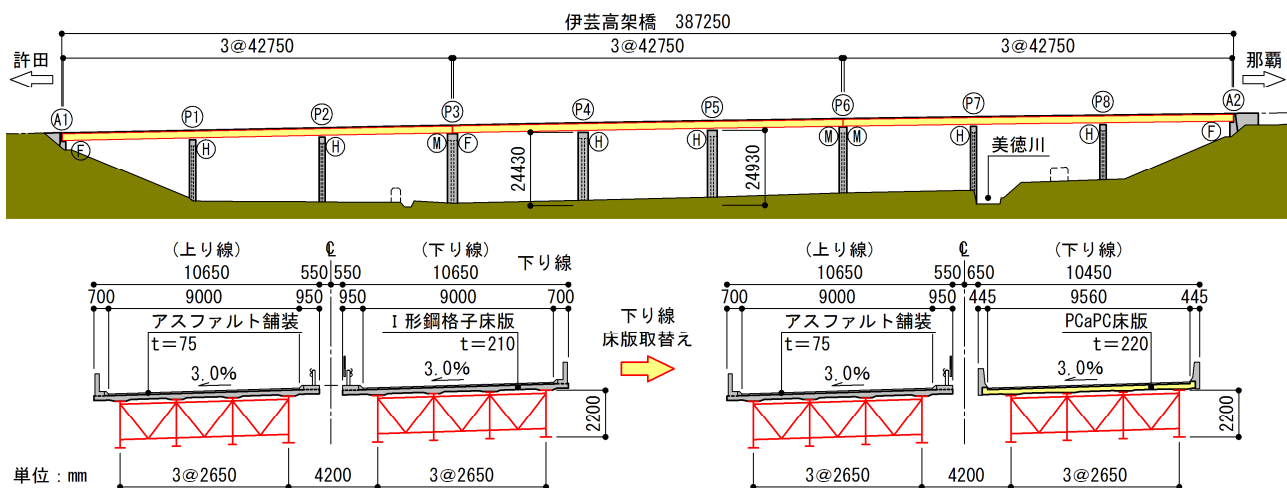 伊芸高架橋 387250
3@42750 3@42750 3@42750
許田 那覇
A1 P1 P2 P3 P4 P5 P6 P7 P8 A2
F H H M F H H M M H H F
24430 24930 美徳川
(上り線) ℄ (下り線) 下り線
10650 550 550 10650
700 9000 950 950 9000 700
アスファルト舗装 I形鋼格子床版
t=75 t=210
3.0% 3.0%
2200
3@2650 4200 3@2650
下り線
床版取替え
(上り線) ℄ (下り線)
10650 550 650 10450
700 9000 950 445 9560 445
アスファルト舗装 PCaPC床版
t=75 t=220
3.0% 3.0%
2200
3@2650 4200 3@2650
単位:mm